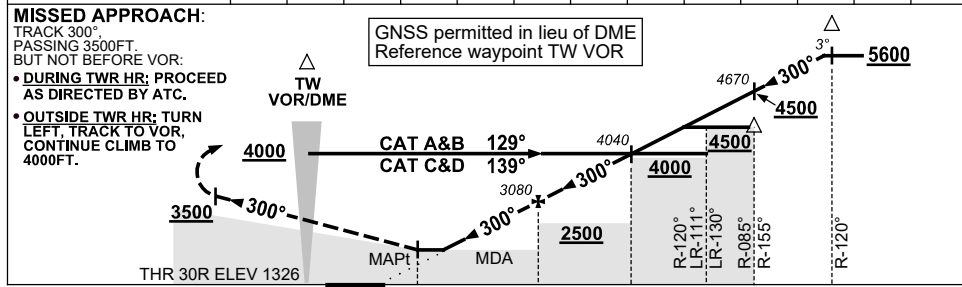 MISSED APPROACH:
TRACK 300°,
PASSING 3500FT.
BUT NOT BEFORE VOR:
• DURING TWR HR: PROCEED
AS DIRECTED BY ATC.
• OUTSIDE TWR HR: TURN
LEFT, TRACK TO VOR,
CONTINUE CLIMB TO
4000FT.
GNSS permitted in lieu of DME
Reference waypoint TW VOR
TW
VOR/DME
3°
5600
300°
4670
4500
4000
CAT A&B 129°
CAT C&D 139°
4040
4500
4000
300°
3080
300°
3500
300°
2500
MAPt
MDA
R-120°
LR-111°
LR-130°
R-085°
R-155°
R-120°
THR 30R ELEV 1326